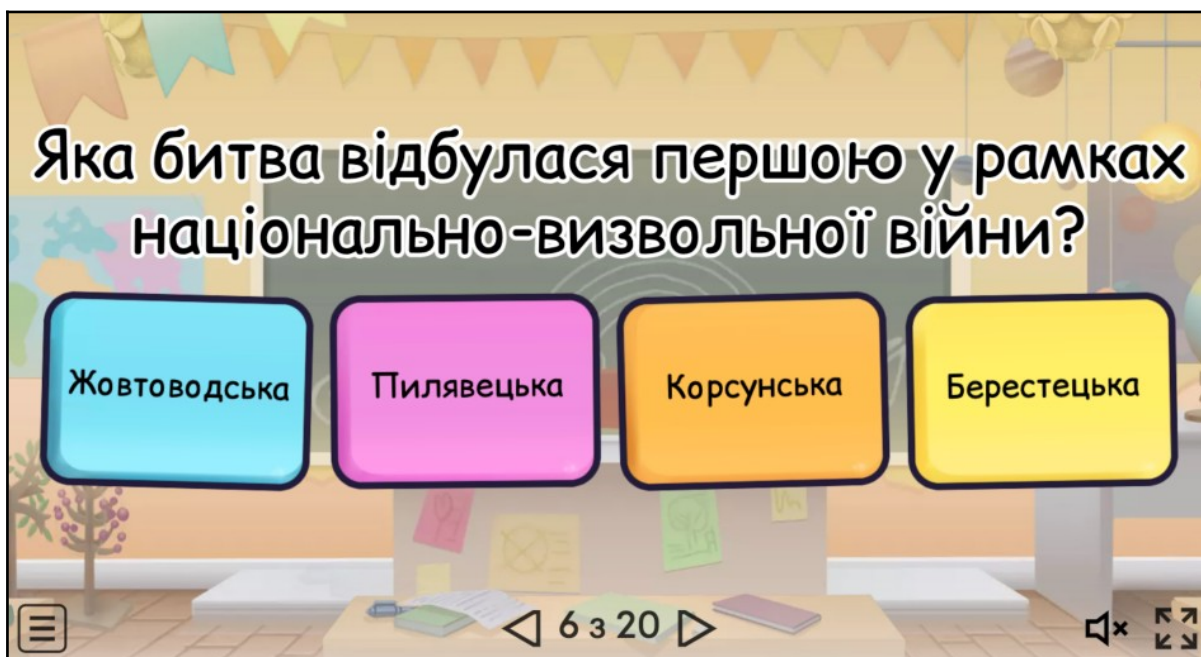 Яка битва відбулася першою у рамках
національно-визвольної війни?
Жовтоводська
Пилявецька
Корсунська
Берестецька
6 з 20